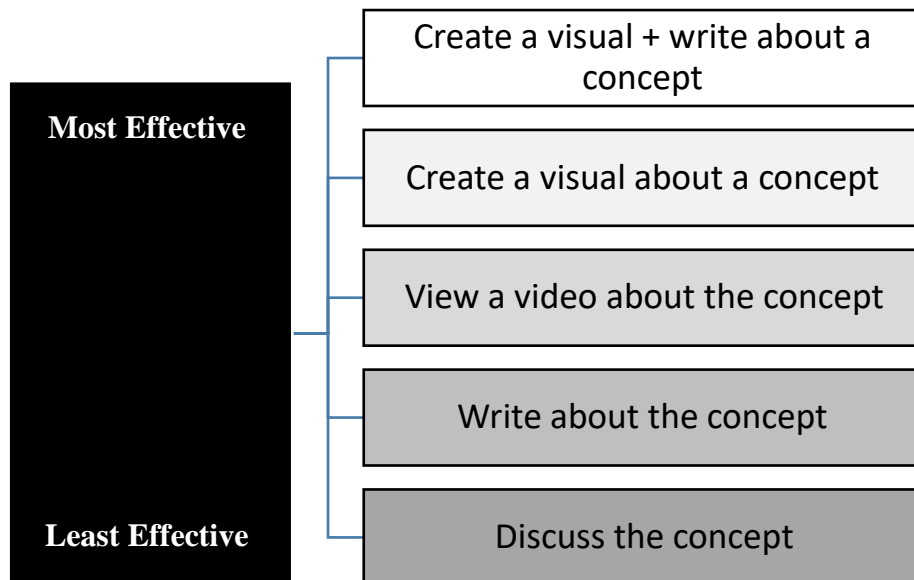 Create a visual + write about a
concept
Most Effective
Create a visual about a concept
View a video about the concept
Write about the concept
Least Effective
Discuss the concept